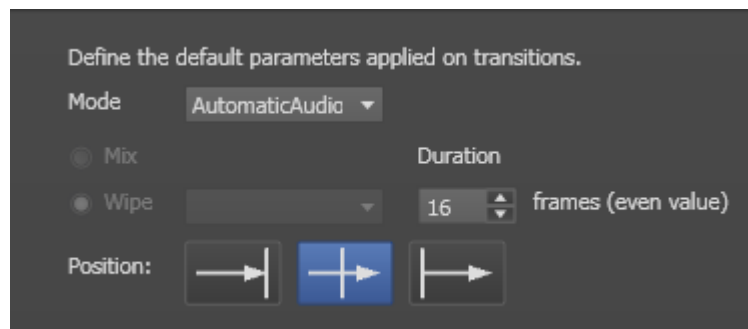 Define the default parameters applied on transitions.
Mode AutomaticAudio
Mix Duration
Wipe 16 frames (even value)
Position: